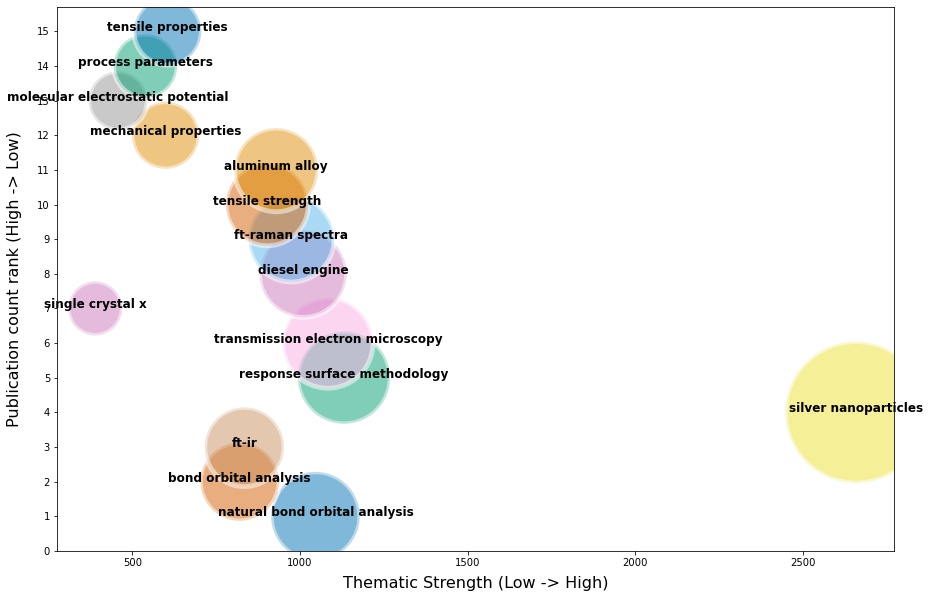 15
tensile properties
14
process parameters
13
molecular electrostatic potential
12
mechanical properties
11
aluminum alloy
10
tensile strength
9
ft-raman spectra
8
diesel engine
7
single crystal x
6
transmission electron microscopy
5
response surface methodology
4
silver nanoparticles
3
ft-ir
2
bond orbital analysis
1
natural bond orbital analysis
0
500
1000
1500
2000
2500
Thematic Strength (Low -> High)
Publication count rank (High -> Low)